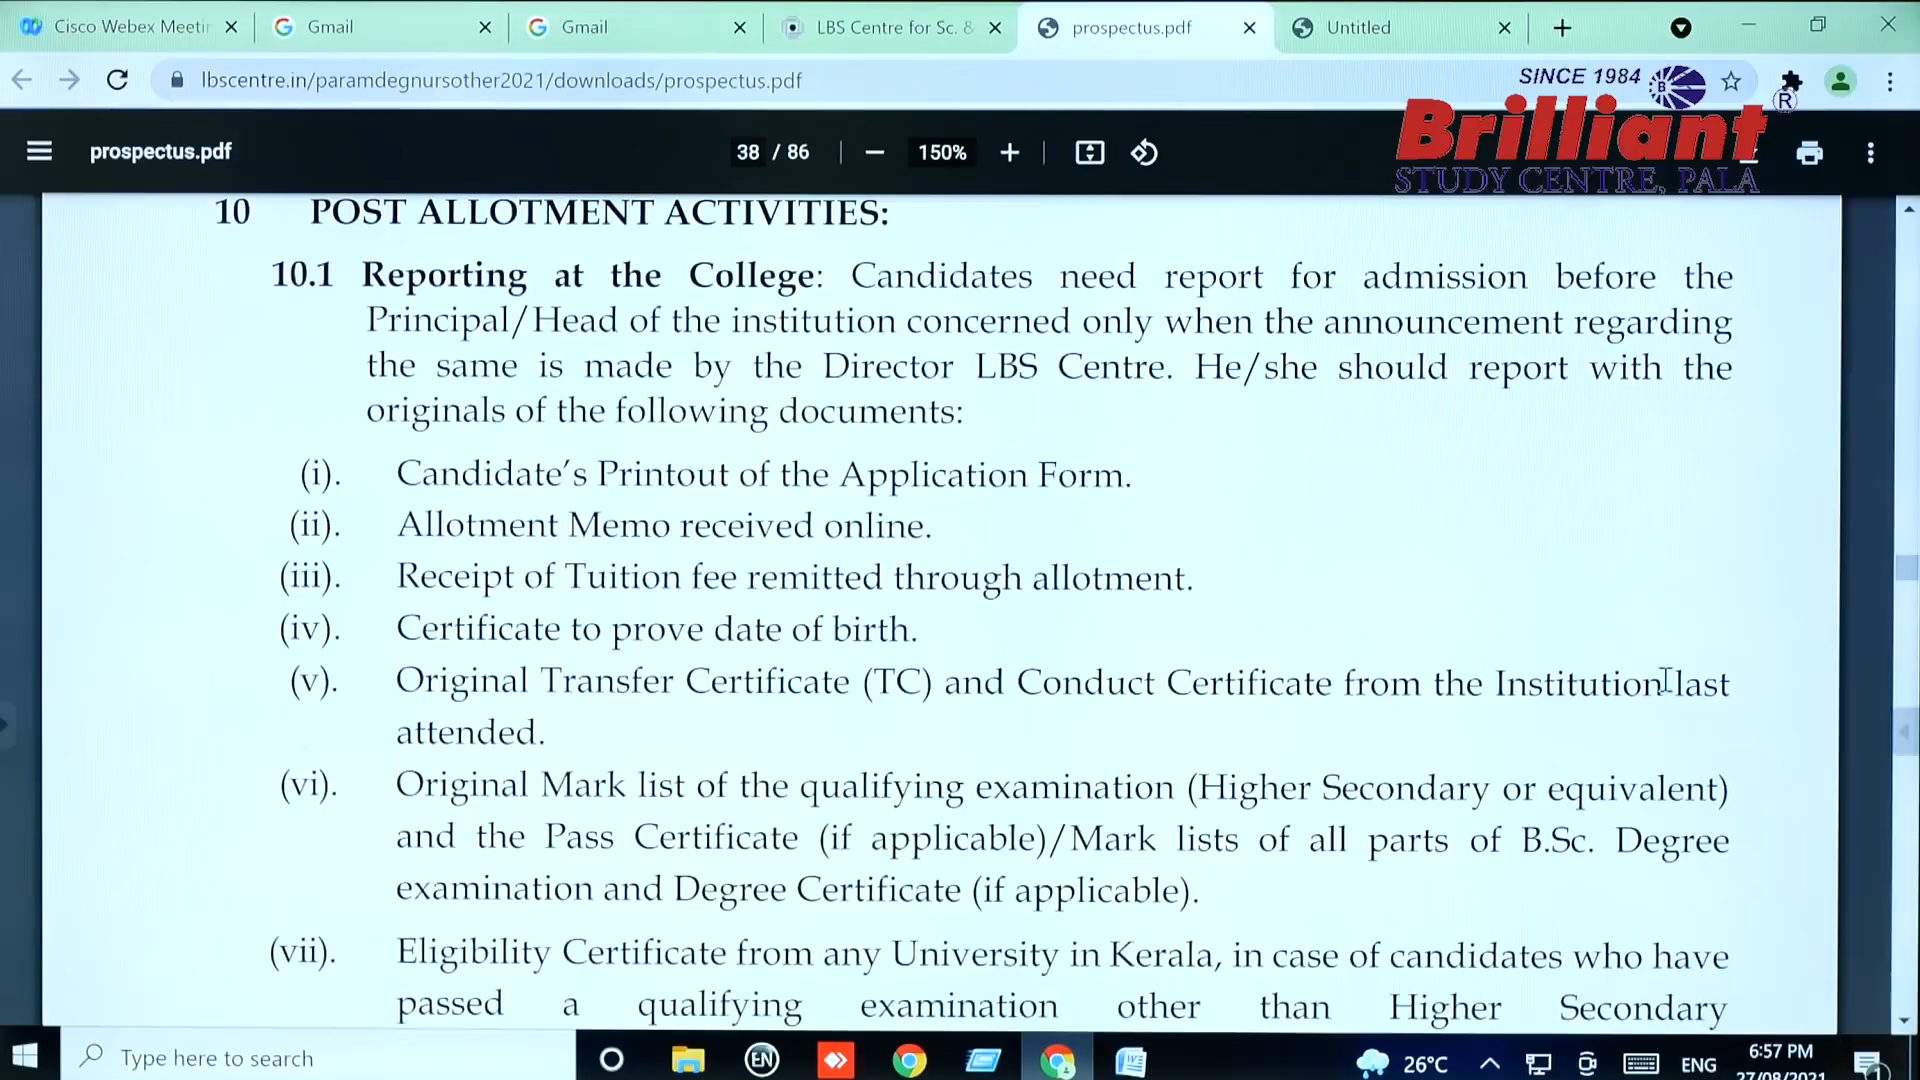 Cisco Webex Meeti
Gmail
Gmail
LBS Centre for Sc. &
prospectus.pdf
Untitled
lbscentre.in/paramdegnursother2021/downloads/prospectus.pdf
SINCE 1984
B
R
Brilliant
STUDY CENTRE, PALA
prospectus.pdf
38 / 86
150%
10 POST ALLOTMENT ACTIVITIES:
10.1 Reporting at the College: Candidates need report for admission before the
Principal/Head of the institution concerned only when the announcement regarding
the same is made by the Director LBS Centre. He/she should report with the
originals of the following documents:
(i). Candidate's Printout of the Application Form.
(ii). Allotment Memo received online.
(iii). Receipt of Tuition fee remitted through allotment.
(iv). Certificate to prove date of birth.
(v). Original Transfer Certificate (TC) and Conduct Certificate from the Institution last
attended.
(vi). Original Mark list of the qualifying examination (Higher Secondary or equivalent)
and the Pass Certificate (if applicable)/Mark lists of all parts of B.Sc. Degree
examination and Degree Certificate (if applicable).
(vii). Eligibility Certificate from any University in Kerala, in case of candidates who have
passed a qualifying examination other than Higher Secondary
Type here to search
EN
26°C
ENG
6:57 PM
27/08/2021
1